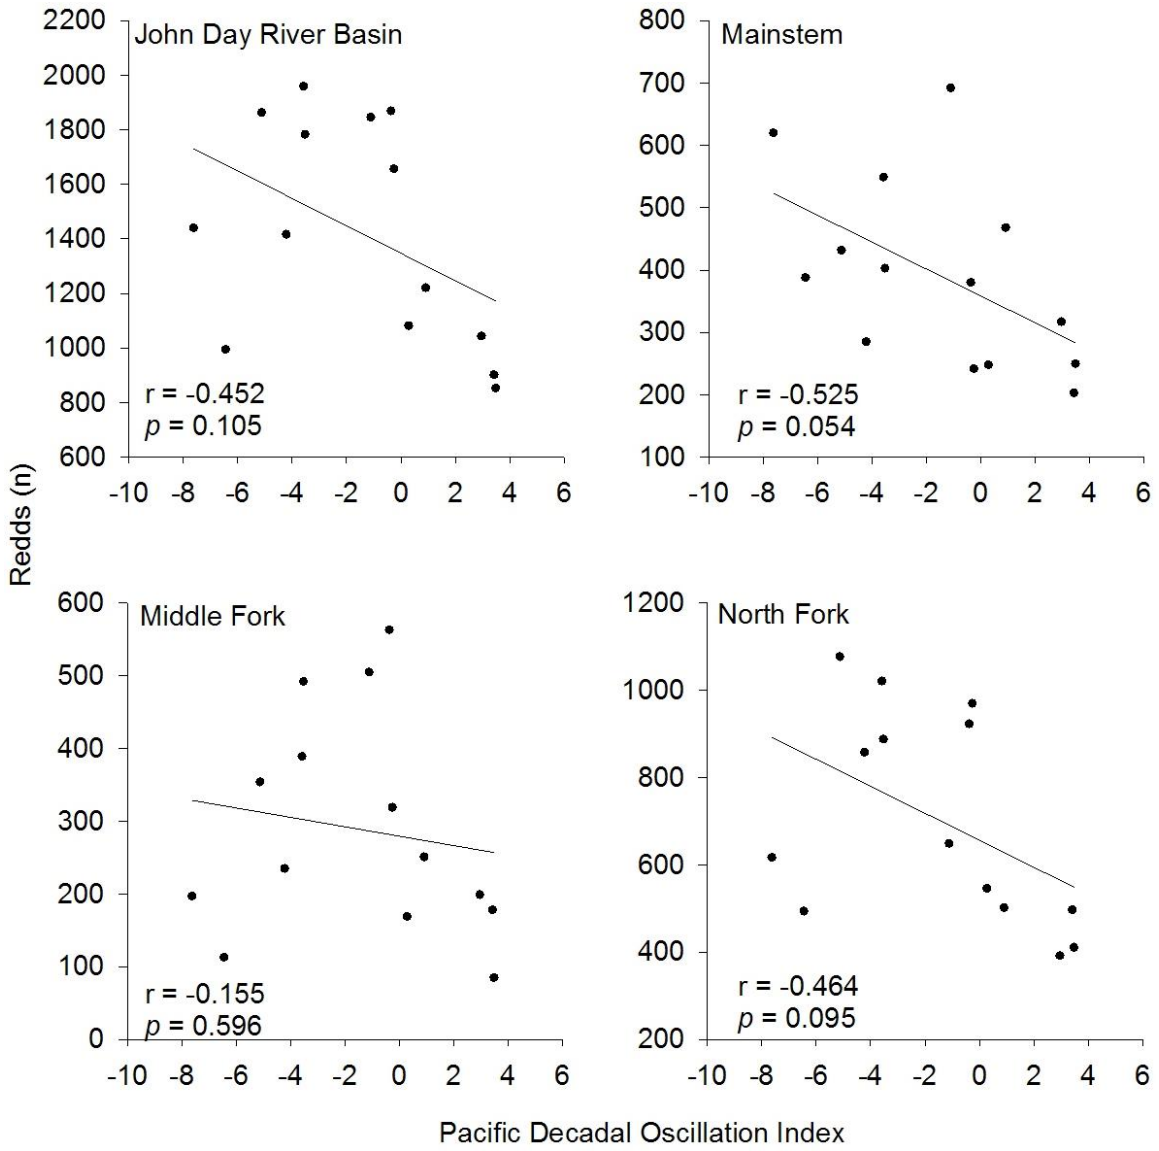 John Day River Basin
2200
2000
1800
1600
1400
1200
1000
800
600
r = -0.452
p = 0.105
-10 -8 -6 -4 -2 0 2 4 6
Mainstem
800
700
600
500
400
300
200
100
r = -0.525
p = 0.054
-10 -8 -6 -4 -2 0 2 4 6
Redds (n)
Middle Fork
600
500
400
300
200
100
0
r = -0.155
p = 0.596
-10 -8 -6 -4 -2 0 2 4 6
North Fork
1200
1000
800
600
400
200
r = -0.464
p = 0.095
-10 -8 -6 -4 -2 0 2 4 6
Pacific Decadal Oscillation Index